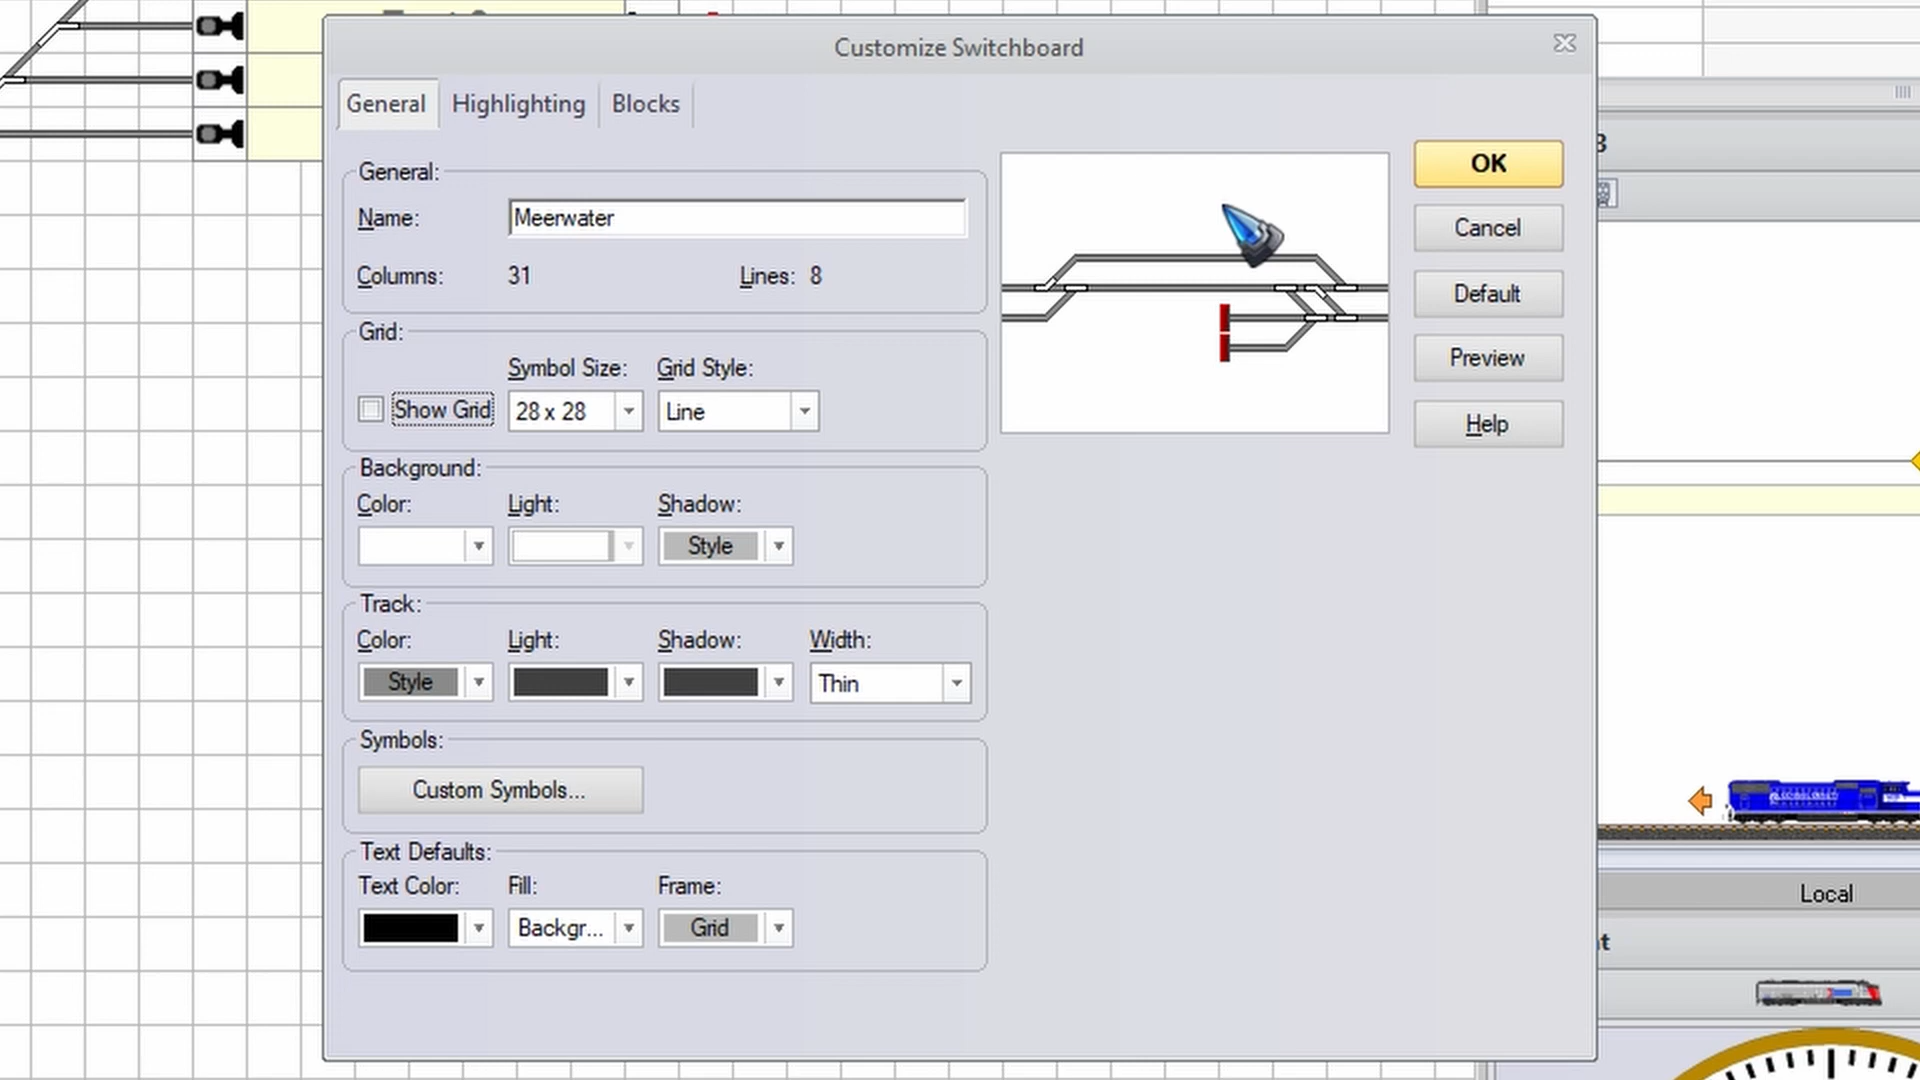 Customize Switchboard
General Highlighting Blocks
General:
Name: Meerwater
Columns: 31 Lines: 8
Grid:
Symbol Size: Grid Style:
Show Grid 28 x 28 Line
Background:
Color: Light: Shadow:
Style
Track:
Color: Light: Shadow: Width:
Style Thin
Symbols:
Custom Symbols...
Text Defaults:
Text Color: Fill: Frame:
Backgr... Grid
OK
Cancel
Default
Preview
Help
3
Local